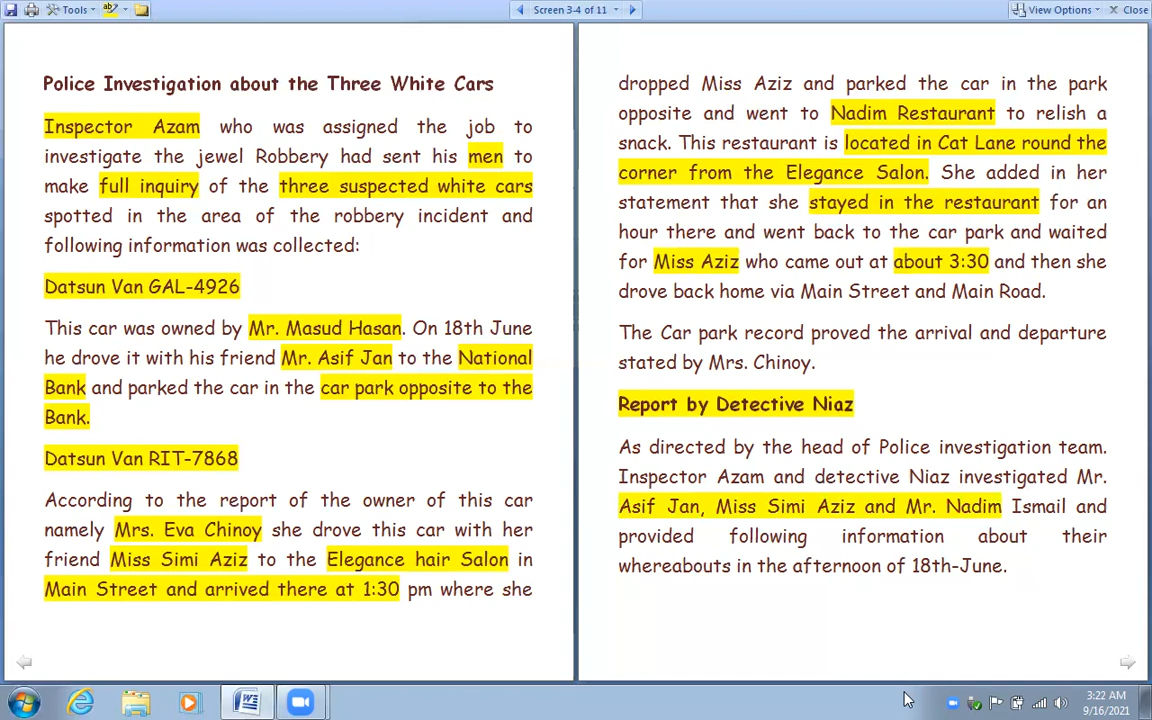 Tools
Screen 3-4 of 11
View Options
Close
Police Investigation about the Three White Cars
Inspector Azam who was assigned the job to
investigate the jewel Robbery had sent his men to
make full inquiry of the three suspected white cars
spotted in the area of the robbery incident and
following information was collected:
Datsun Van GAL-4926
This car was owned by Mr. Masud Hasan. On 18th June
he drove it with his friend Mr. Asif Jan to the National
Bank and parked the car in the car park opposite to the
Bank.
Datsun Van RIT-7868
According to the report of the owner of this car
namely Mrs. Eva Chinoy she drove this car with her
friend Miss Simi Aziz to the Elegance hair Salon in
Main Street and arrived there at 1:30 pm where she
dropped Miss Aziz and parked the car in the park
opposite and went to Nadim Restaurant to relish a
snack. This restaurant is located in Cat Lane round the
corner from the Elegance Salon. She added in her
statement that she stayed in the restaurant for an
hour there and went back to the car park and waited
for Miss Aziz who came out at about 3:30 and then she
drove back home via Main Street and Main Road.
The Car park record proved the arrival and departure
stated by Mrs. Chinoy.
Report by Detective Niaz
As directed by the head of Police investigation team.
Inspector Azam and detective Niaz investigated Mr.
Asif Jan, Miss Simi Aziz and Mr. Nadim Ismail and
provided following information about their
whereabouts in the afternoon of 18th-June.
3:22 AM
9/16/2021